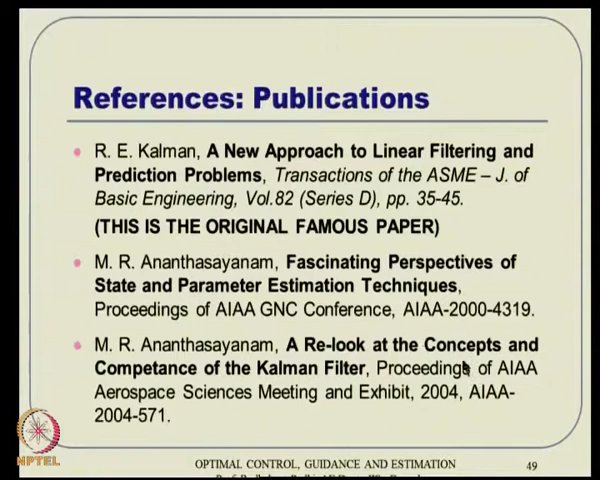 References: Publications
R. E. Kalman, A New Approach to Linear Filtering and
Prediction Problems, Transactions of the ASME – J. of
Basic Engineering, Vol.82 (Series D), pp. 35-45.
(THIS IS THE ORIGINAL FAMOUS PAPER)
M. R. Ananthasayanam, Fascinating Perspectives of
State and Parameter Estimation Techniques,
Proceedings of AIAA GNC Conference, AIAA-2000-4319.
M. R. Ananthasayanam, A Re-look at the Concepts and
Competance of the Kalman Filter, Proceedings of AIAA
Aerospace Sciences Meeting and Exhibit, 2004, AIAA-
2004-571.
NPTEL
OPTIMAL CONTROL, GUIDANCE AND ESTIMATION
49